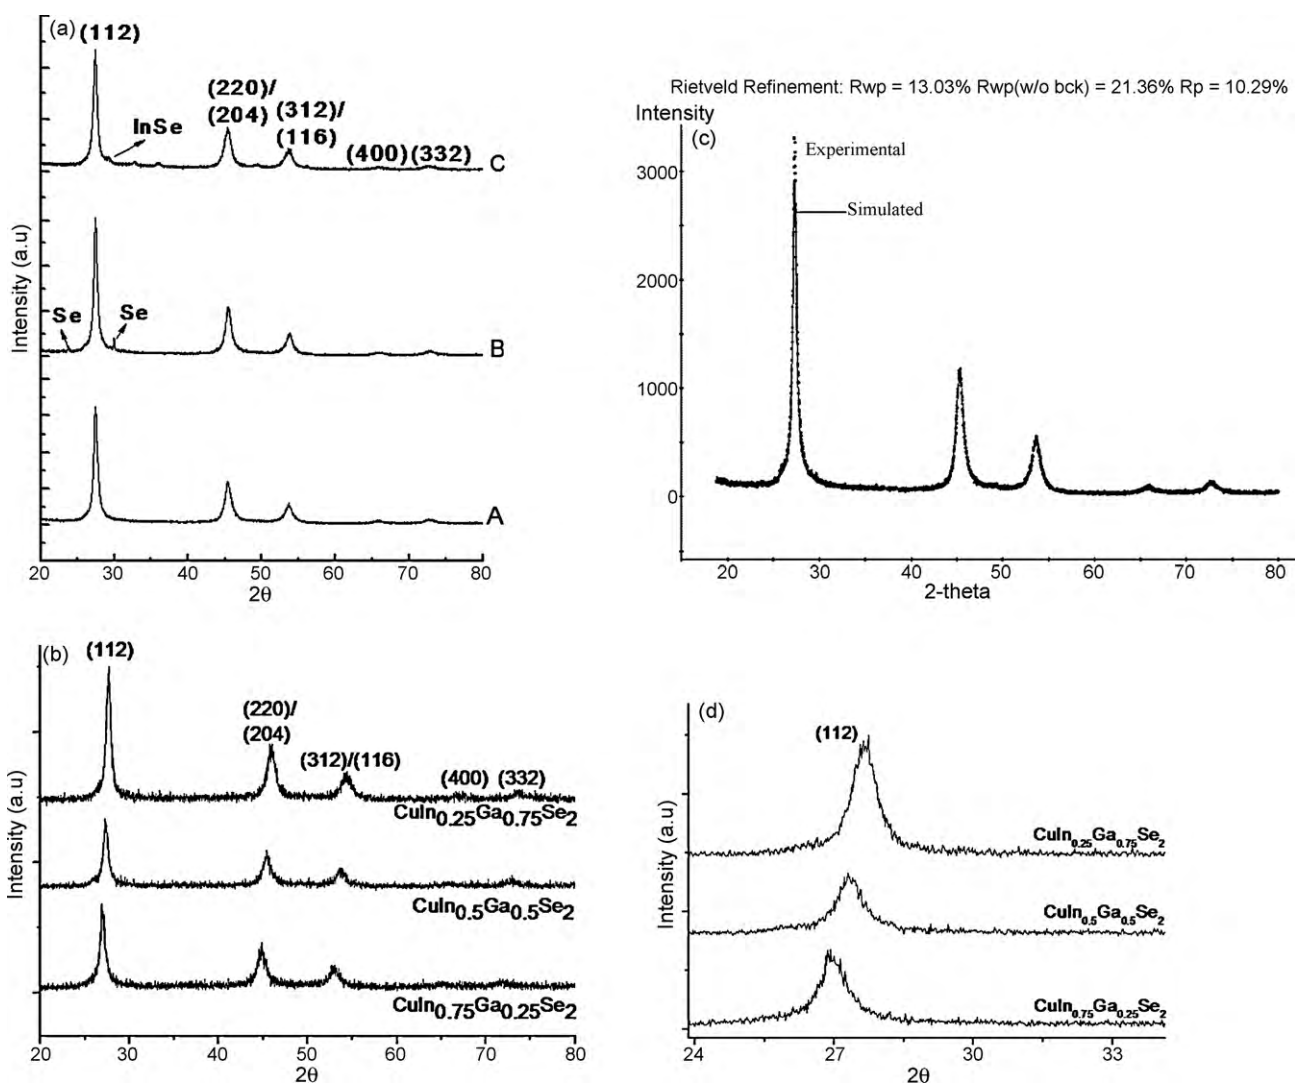 (a)
(112)
(220)/
(204)
(312)/
(116)
(400)
(332)
InSe
C
Se
Se
B
A
Intensity (a.u)
20
30
40
50
60
70
80
2θ
Rietveld Refinement: Rwp = 13.03% Rwp(w/o bck) = 21.36% Rp = 10.29%
Intensity
(c)
Experimental
Simulated
3000
2000
1000
0
20
30
40
50
60
70
80
2-theta
(b)
(112)
(220)/
(204)
(312)/(116)
(400)
(332)
CuIn0.25Ga0.75Se2
CuIn0.5Ga0.5Se2
CuIn0.75Ga0.25Se2
Intensity (a.u)
20
30
40
50
60
70
80
2θ
(d)
(112)
CuIn0.25Ga0.75Se2
CuIn0.5Ga0.5Se2
CuIn0.75Ga0.25Se2
Intensity (a.u)
24
27
30
33
2θ